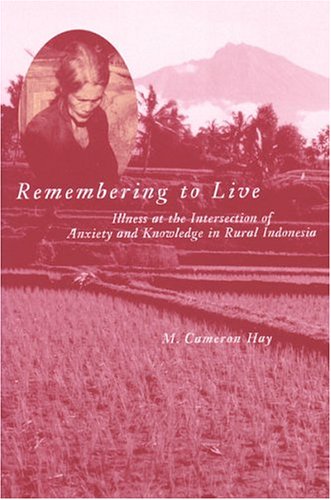 Remembering to Live
Illness at the Intersection of
Anxiety and Knowledge in Rural Indonesia
M. Cameron Hay